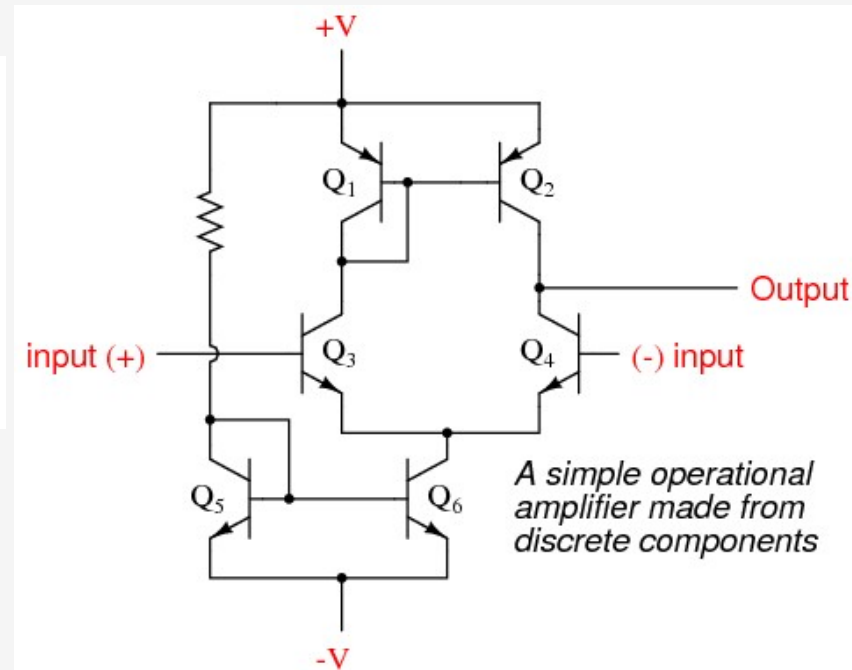 +V
Q1
Q2
Output
input (+)
Q3
Q4
(-) input
Q5
Q6
A simple operational
amplifier made from
discrete components
-V